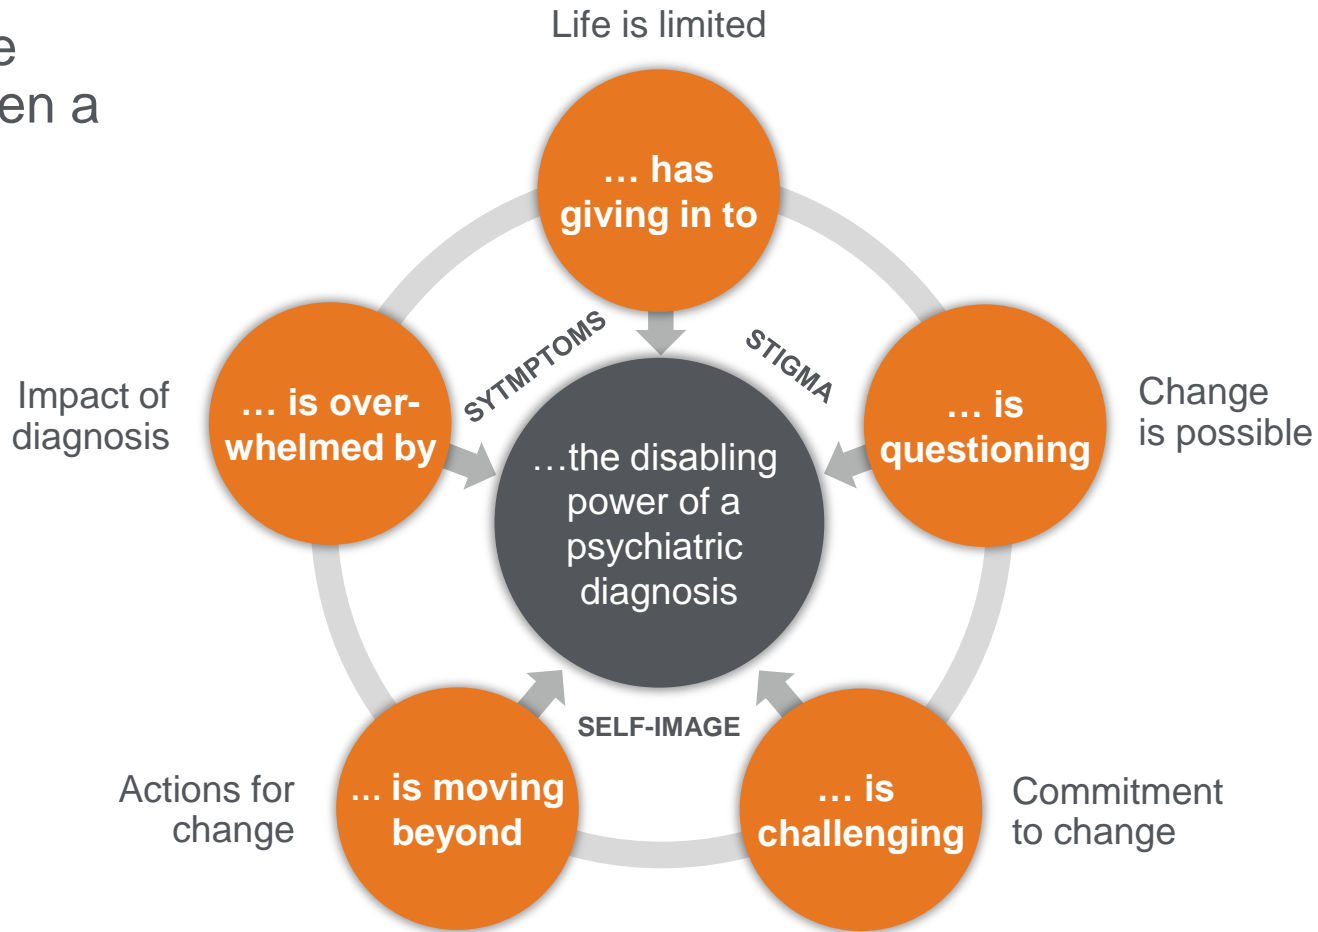 Life is limited
e
en a
… has
giving in to
SYTMPTOMS
STIGMA
Impact of
diagnosis
… is over-
whelmed by
…the disabling
power of a
psychiatric
diagnosis
… is
questioning
Change
is possible
SELF-IMAGE
Actions for
change
… is moving
beyond
… is
challenging
Commitment
to change